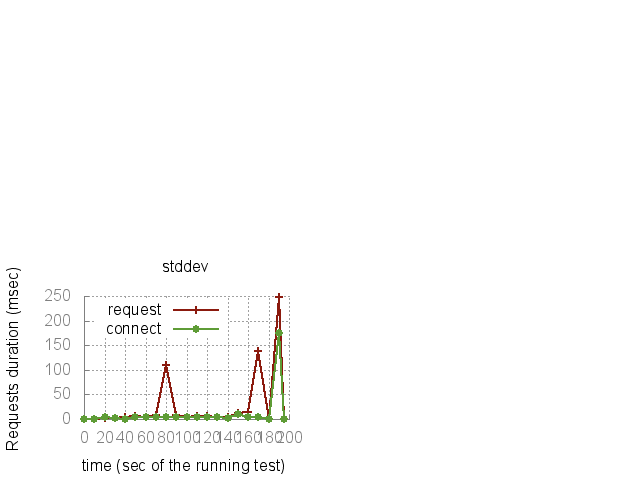 stddev
Requests duration (msec)
250
200
150
100
50
0
request
connect
0 20 40 60 80 100 120 140 160 180 200
time (sec of the running test)